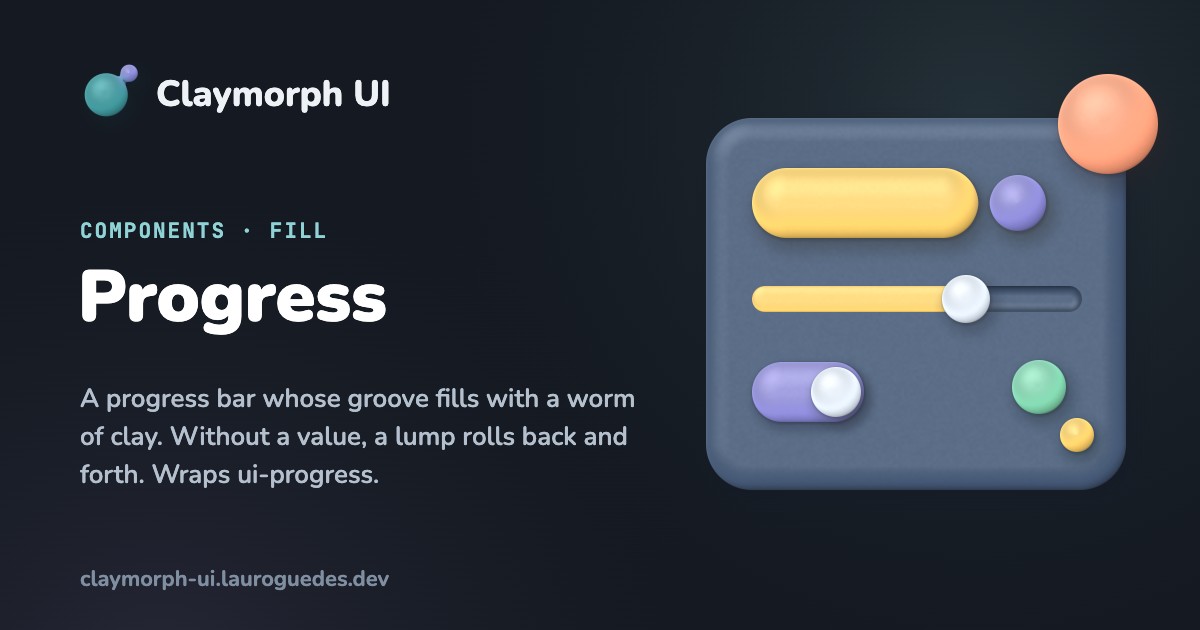 Claymorph UI
COMPONENTS · FILL
Progress
A progress bar whose groove fills with a worm
of clay. Without a value, a lump rolls back and
forth. Wraps ui-progress.
claymorph-ui.lauroguedes.dev